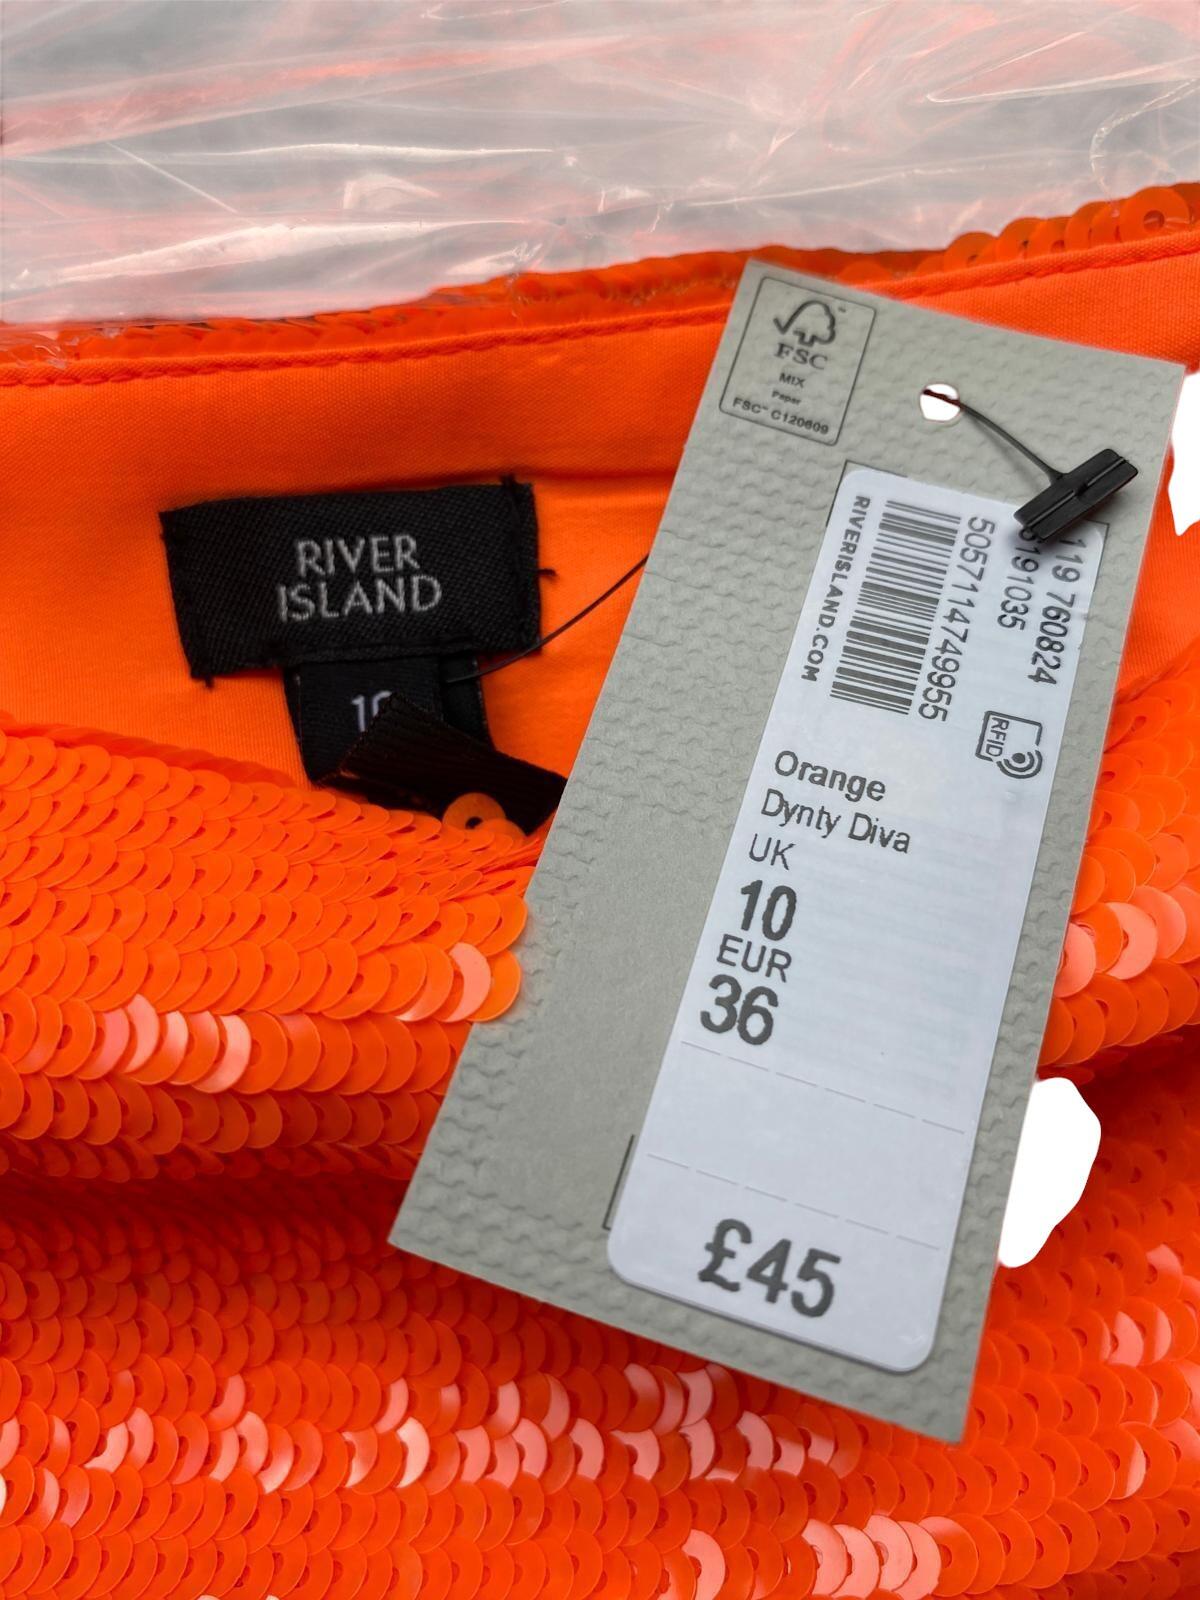 RIVER
ISLAND
FSC
MIX
Paper
FSC™ C120609
119 760824
5057114749955
RIVERISLAND.COM
RFID
Orange
Dynty Diva
UK
10
EUR
36
£45